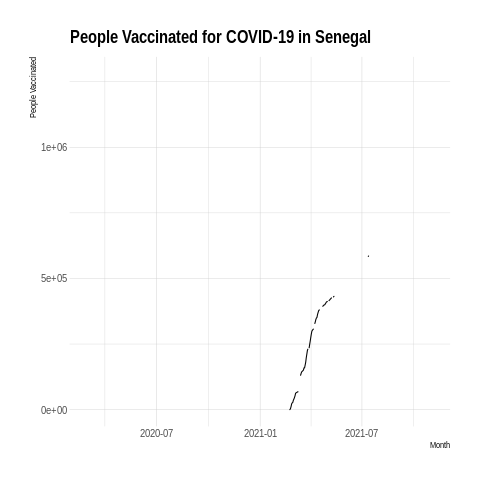 People Vaccinated for COVID-19 in Senegal
People Vaccinated
1e+06
5e+05
0e+00
2020-07 2021-01 2021-07
Month